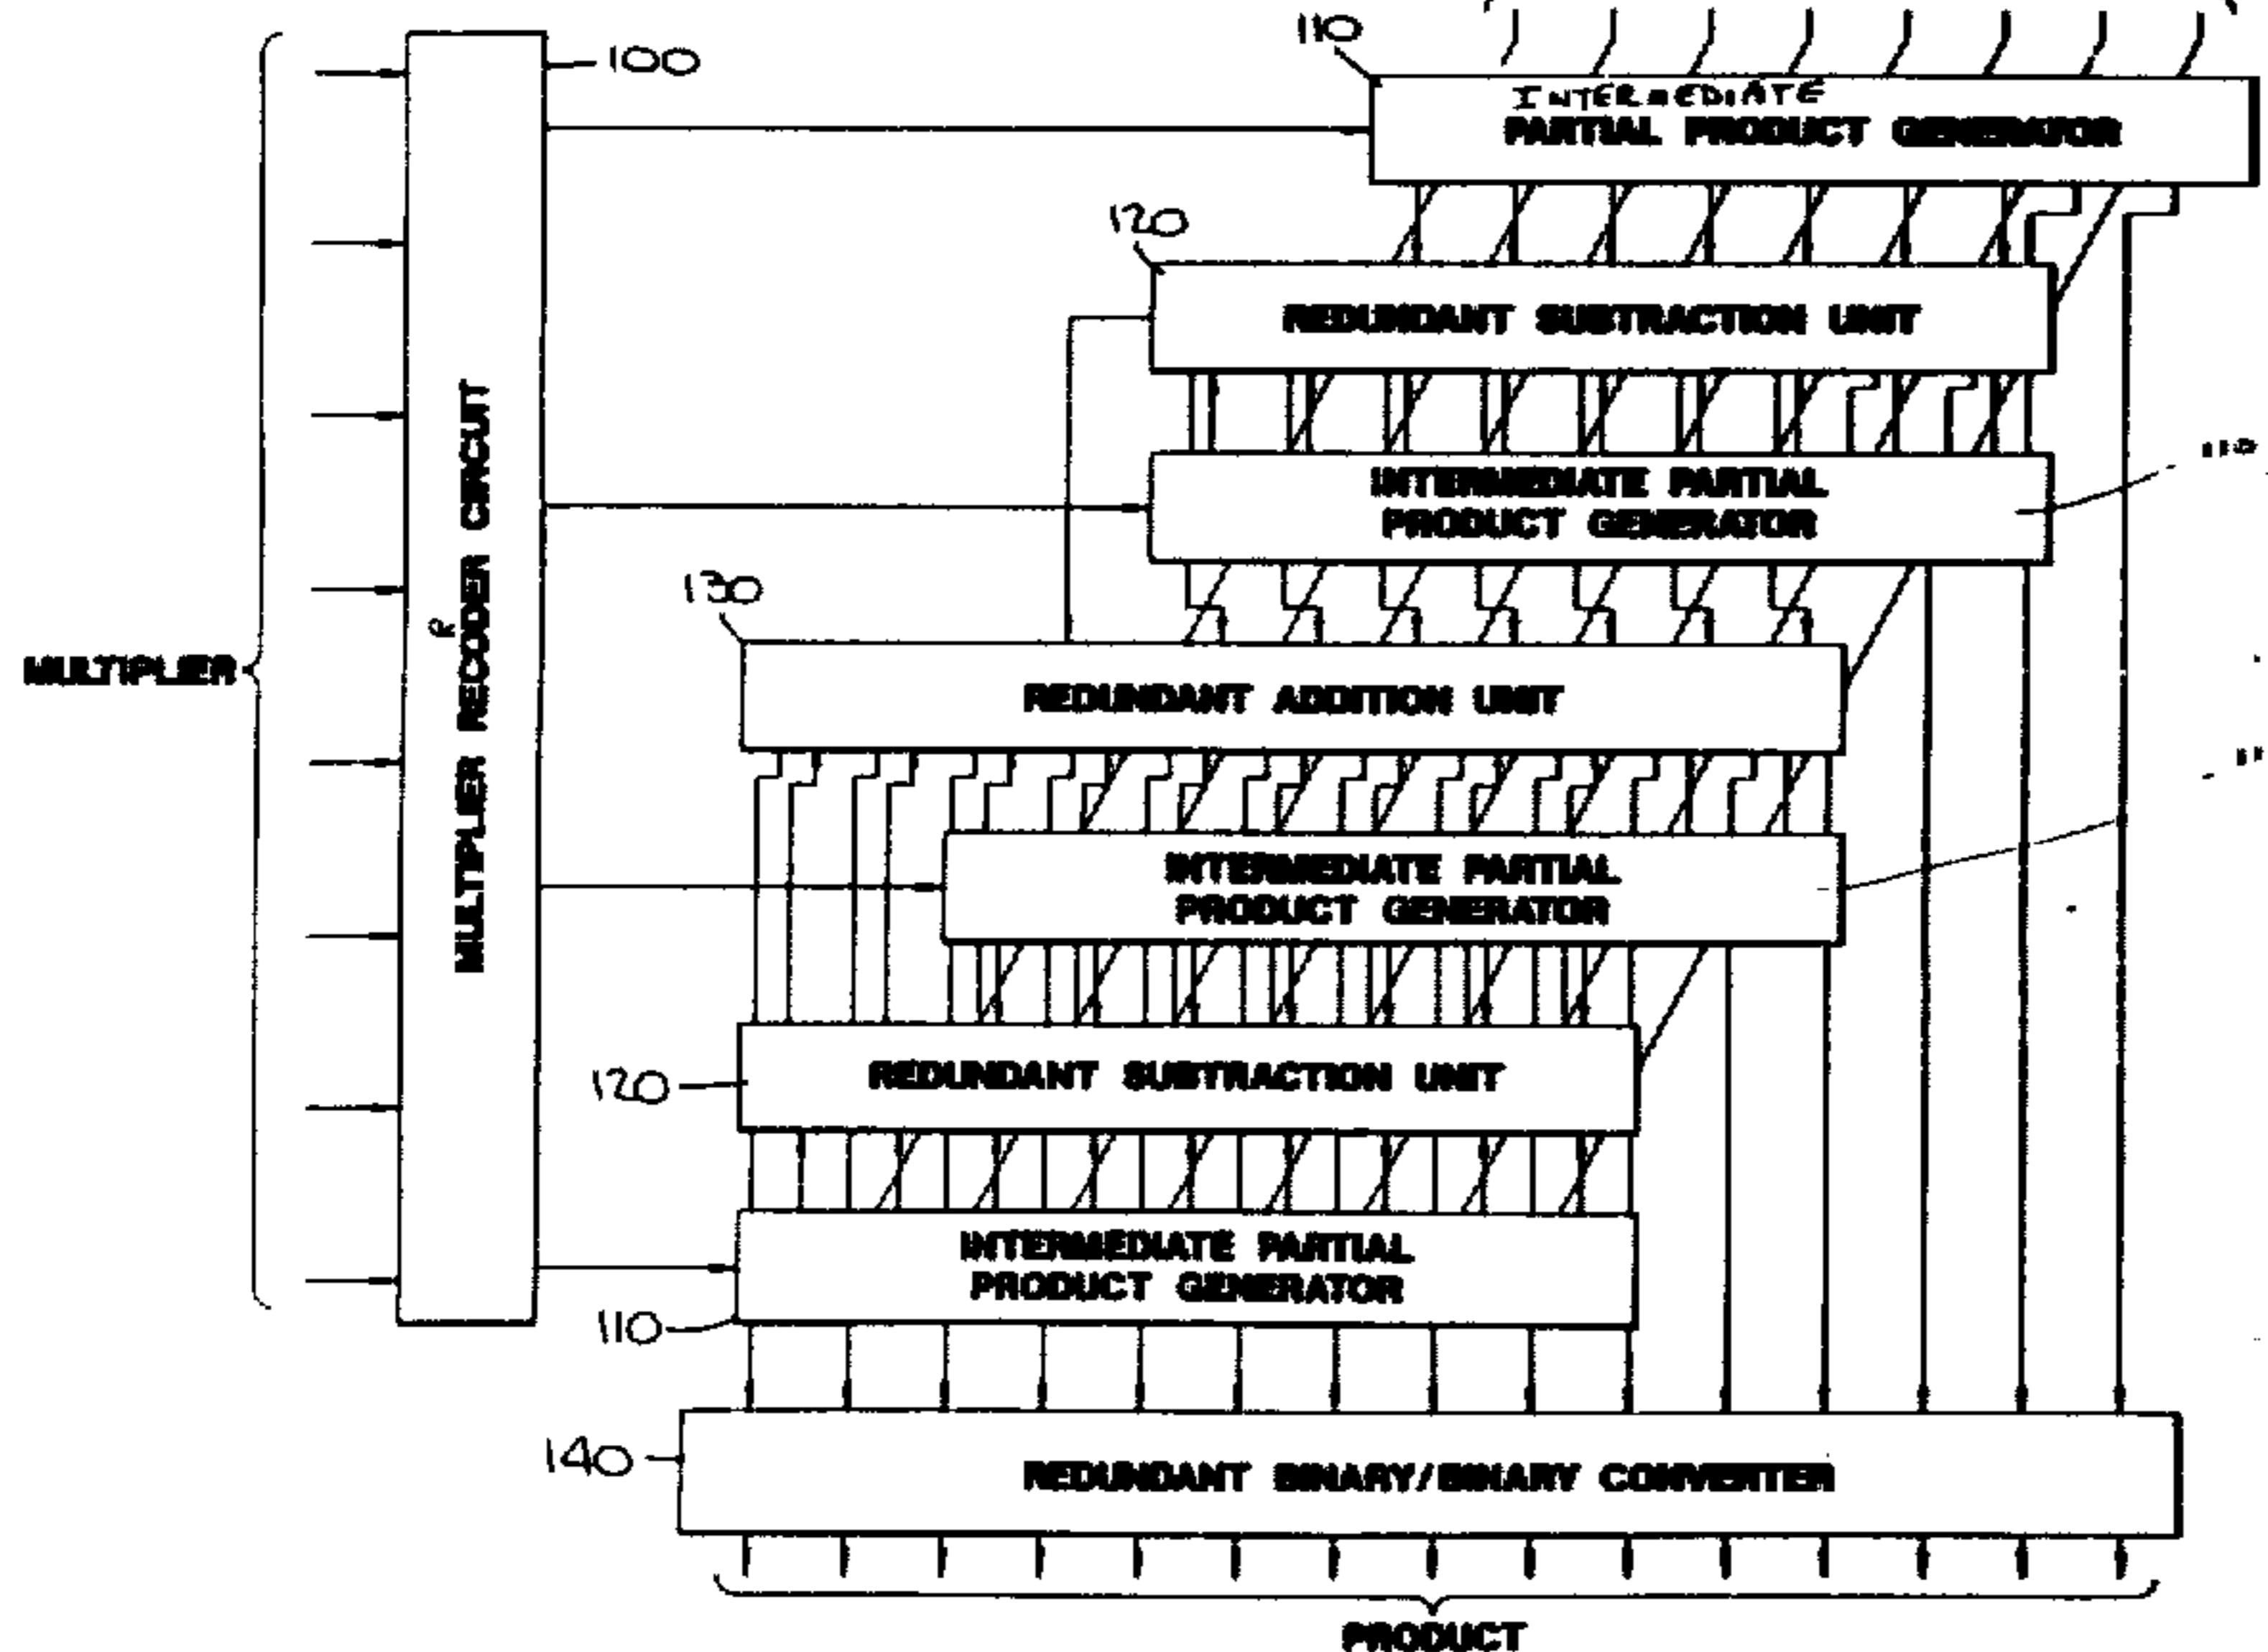 110
100
INTERMEDIATE
PARTIAL PRODUCT GENERATOR
120
REDUNDANT SUBTRACTION UNIT
110
INTERMEDIATE PARTIAL
PRODUCT GENERATOR
130
MULTIPLIER
R
MULTIPLIER RECODER CIRCUIT
REDUNDANT ADDITION UNIT
INTERMEDIATE PARTIAL
PRODUCT GENERATOR
120
REDUNDANT SUBTRACTION UNIT
INTERMEDIATE PARTIAL
PRODUCT GENERATOR
110
140
REDUNDANT BINARY/BINARY CONVERTER
PRODUCT